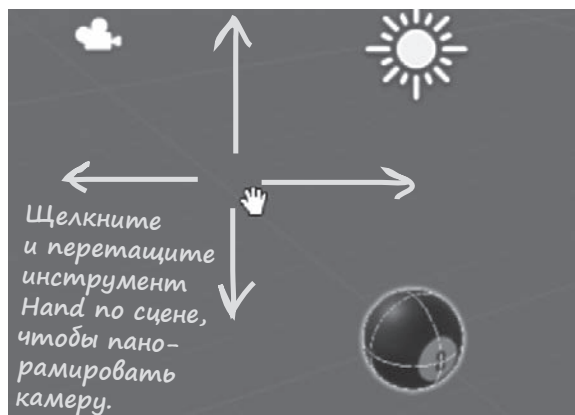 Щелкните
и перетащите
инструмент
Hand по сцене,
чтобы пано-
рамировать
камеру.